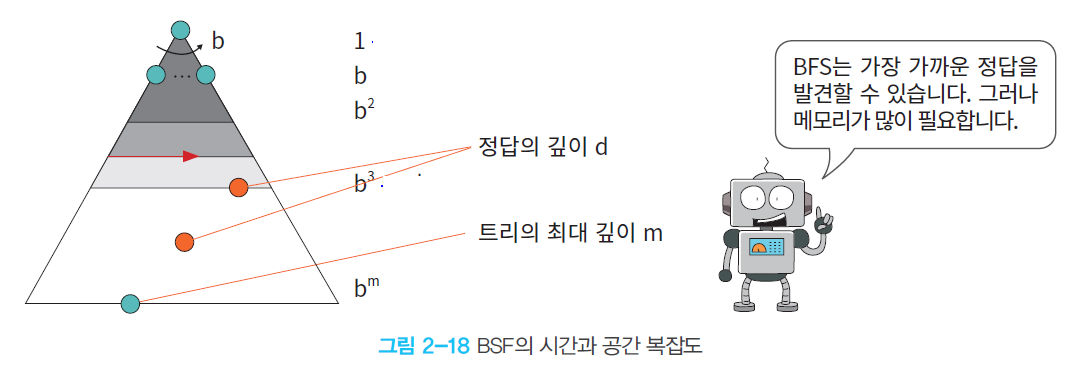 b
1
b
...
b²
정답의 깊이 d
b³
트리의 최대 깊이 m
bᵐ
BFS는 가장 가까운 정답을
발견할 수 있습니다. 그러나
메모리가 많이 필요합니다.
그림 2-18 BSF의 시간과 공간 복잡도